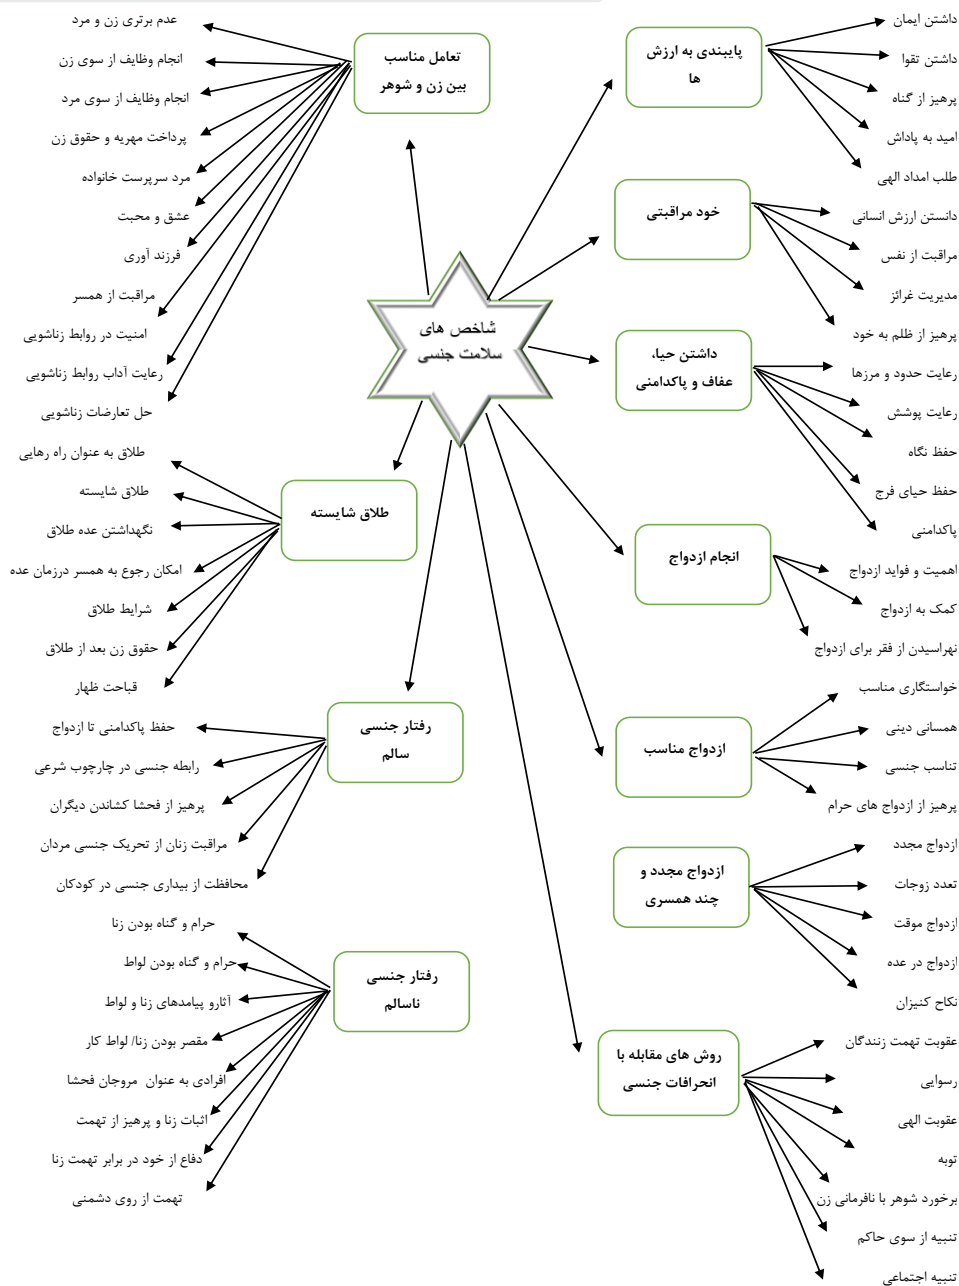 شاخص های
سلامت جنسی
پایبندی به ارزش
ها
داشتن ایمان
داشتن تقوا
پرهیز از گناه
امید به پاداش
طلب امداد الهی
خود مراقبتی
دانستن ارزش انسانی
مراقبت از نفس
مدیریت غرائز
پرهیز از ظلم به خود
داشتن حیا،
عفاف و پاکدامنی
رعایت حدود و مرزها
رعایت پوشش
حفظ نگاه
حفظ حیای فرج
پاکدامنی
انجام ازدواج
اهمیت و فواید ازدواج
کمک به ازدواج
نهراسیدن از فقر برای ازدواج
ازدواج مناسب
خواستگاری مناسب
همسانی دینی
تناسب جنسی
پرهیز از ازدواج های حرام
ازدواج مجدد و
چند همسری
ازدواج مجدد
تعدد زوجات
ازدواج موقت
ازدواج در عده
نکاح کنیزان
روش های مقابله با
انحرافات جنسی
عقوبت تهمت زنندگان
رسوایی
عقوبت الهی
توبه
برخورد شوهر با نافرمانی زن
تنبیه از سوی حاکم
تنبیه اجتماعی
تعامل مناسب
بین زن و شوهر
عدم برتری زن و مرد
انجام وظایف از سوی زن
انجام وظایف از سوی مرد
پرداخت مهریه و حقوق زن
مرد سرپرست خانواده
عشق و محبت
فرزند آوری
مراقبت از همسر
امنیت در روابط زناشویی
رعایت آداب روابط زناشویی
حل تعارضات زناشویی
طلاق شایسته
طلاق به عنوان راه رهایی
طلاق شایسته
نگهداشتن عده طلاق
امکان رجوع به همسر درزمان عده
شرایط طلاق
حقوق زن بعد از طلاق
قباحت ظهار
رفتار جنسی
سالم
حفظ پاکدامنی تا ازدواج
رابطه جنسی در چارچوب شرعی
پرهیز از فحشا کشاندن دیگران
مراقبت زنان از تحریک جنسی مردان
محافظت از بیداری جنسی در کودکان
رفتار جنسی
ناسالم
حرام و گناه بودن زنا
حرام و گناه بودن لواط
آثارو پیامدهای زنا و لواط
مقصر بودن زنا/ لواط کار
افرادی به عنوان مروجان فحشا
اثبات زنا و پرهیز از تهمت
دفاع از خود در برابر تهمت زنا
تهمت از روی دشمنی